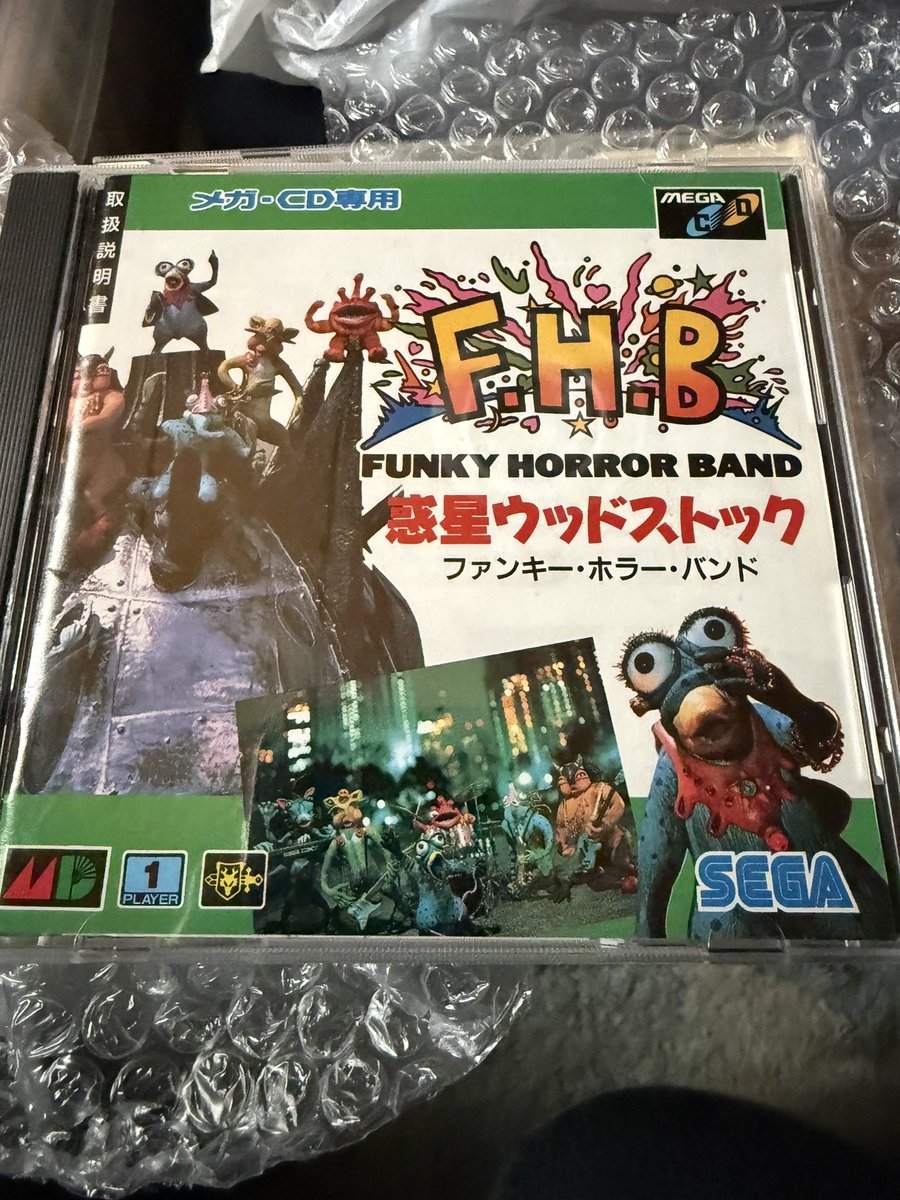 取扱説明書
メガ・CD専用
MEGA CD
F.H.B
FUNKY HORROR BAND
惑星ウッドストック
ファンキー・ホラー・バンド
MD
1
PLAYER
SEGA